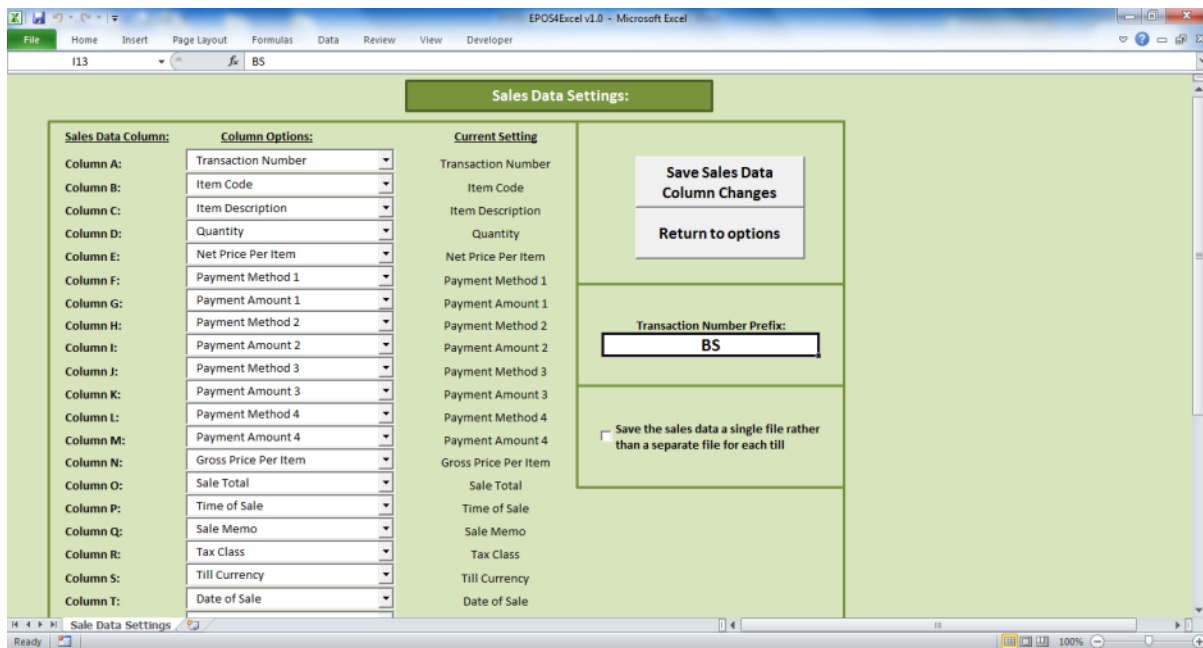 EPOS4Excel v1.0 - Microsoft Excel
File Home Insert Page Layout Formulas Data Review View Developer
I13 fx BS
Sales Data Settings:
Sales Data Column: Column Options: Current Setting
Column A: Transaction Number Transaction Number
Column B: Item Code Item Code
Column C: Item Description Item Description
Column D: Quantity Quantity
Column E: Net Price Per Item Net Price Per Item
Column F: Payment Method 1 Payment Method 1
Column G: Payment Amount 1 Payment Amount 1
Column H: Payment Method 2 Payment Method 2
Column I: Payment Amount 2 Payment Amount 2
Column J: Payment Method 3 Payment Method 3
Column K: Payment Amount 3 Payment Amount 3
Column L: Payment Method 4 Payment Method 4
Column M: Payment Amount 4 Payment Amount 4
Column N: Gross Price Per Item Gross Price Per Item
Column O: Sale Total Sale Total
Column P: Time of Sale Time of Sale
Column Q: Sale Memo Sale Memo
Column R: Tax Class Tax Class
Column S: Till Currency Till Currency
Column T: Date of Sale Date of Sale
Save Sales Data
Column Changes
Return to options
Transaction Number Prefix:
BS
Save the sales data a single file rather
than a separate file for each till
Sale Data Settings
Ready 100%